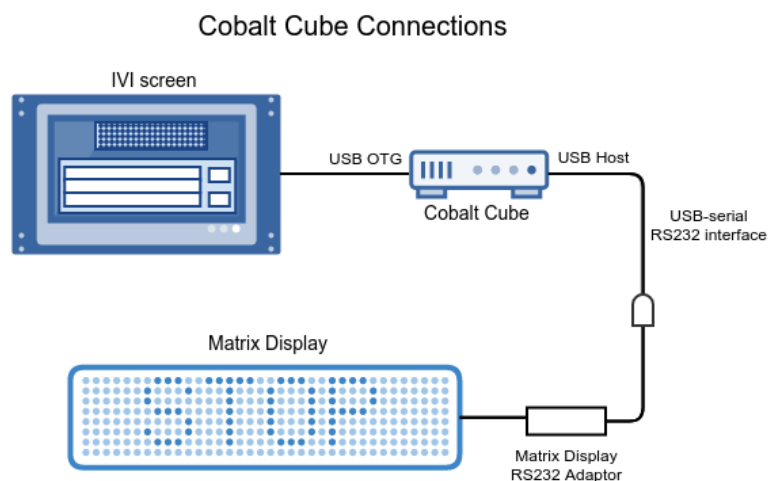 Cobalt Cube Connections
IVI screen
USB OTG
USB Host
Cobalt Cube
USB-serial
RS232 interface
Matrix Display
STOP
Matrix Display
RS232 Adaptor